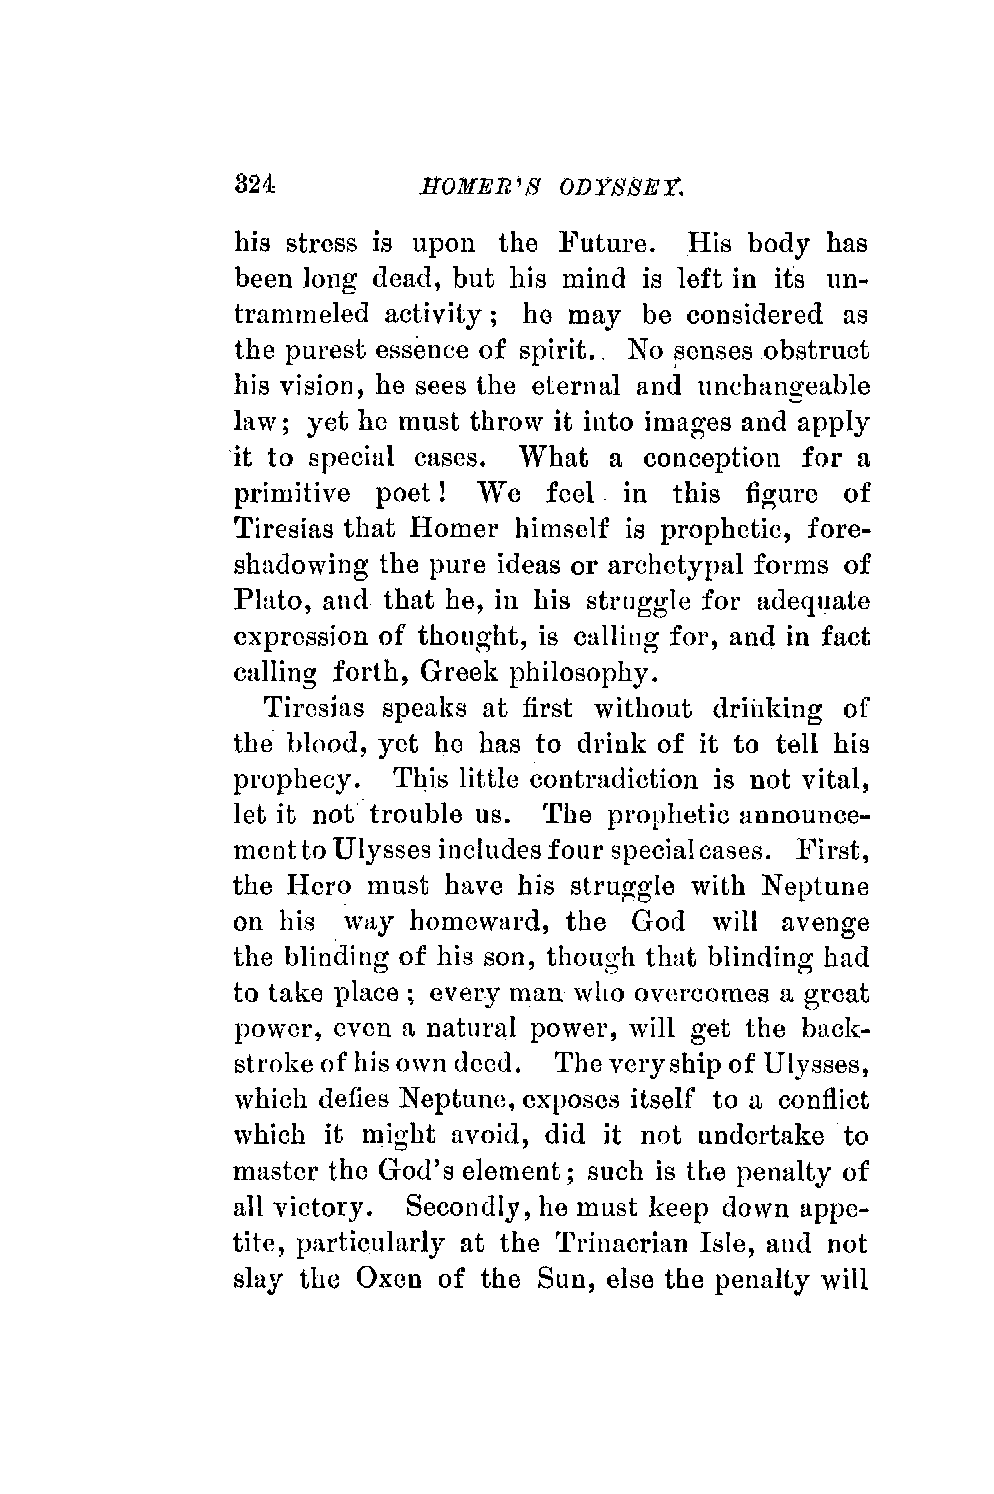 324 HOMER'S ODYSSEY.
his stress is upon the Future. His body has
been long dead, but his mind is left in its un-
trammeled activity; he may be considered as
the purest essence of spirit. No senses obstruct
his vision, he sees the eternal and unchangeable
law; yet he must throw it into images and apply
it to special cases. What a conception for a
primitive poet! We feel in this figure of
Tiresias that Homer himself is prophetic, fore-
shadowing the pure ideas or archetypal forms of
Plato, and that he, in his struggle for adequate
expression of thought, is calling for, and in fact
calling forth, Greek philosophy.
Tiresias speaks at first without drinking of
the blood, yet he has to drink of it to tell his
prophecy. This little contradiction is not vital,
let it not trouble us. The prophetic announce-
ment to Ulysses includes four special cases. First,
the Hero must have his struggle with Neptune
on his way homeward, the God will avenge
the blinding of his son, though that blinding had
to take place; every man who overcomes a great
power, even a natural power, will get the back-
stroke of his own deed. The very ship of Ulysses,
which defies Neptune, exposes itself to a conflict
which it might avoid, did it not undertake to
master the God's element; such is the penalty of
all victory. Secondly, he must keep down appe-
tite, particularly at the Trinacrian Isle, and not
slay the Oxen of the Sun, else the penalty will